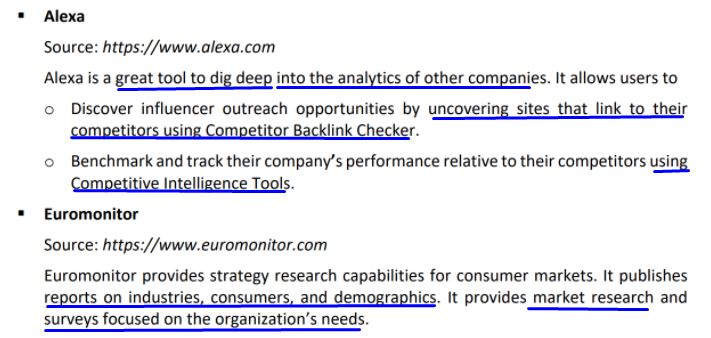 ▪ Alexa
Source: https://www.alexa.com
Alexa is a great tool to dig deep into the analytics of other companies. It allows users to
o Discover influencer outreach opportunities by uncovering sites that link to their
competitors using Competitor Backlink Checker.
o Benchmark and track their company's performance relative to their competitors using
Competitive Intelligence Tools.
▪ Euromonitor
Source: https://www.euromonitor.com
Euromonitor provides strategy research capabilities for consumer markets. It publishes
reports on industries, consumers, and demographics. It provides market research and
surveys focused on the organization's needs.